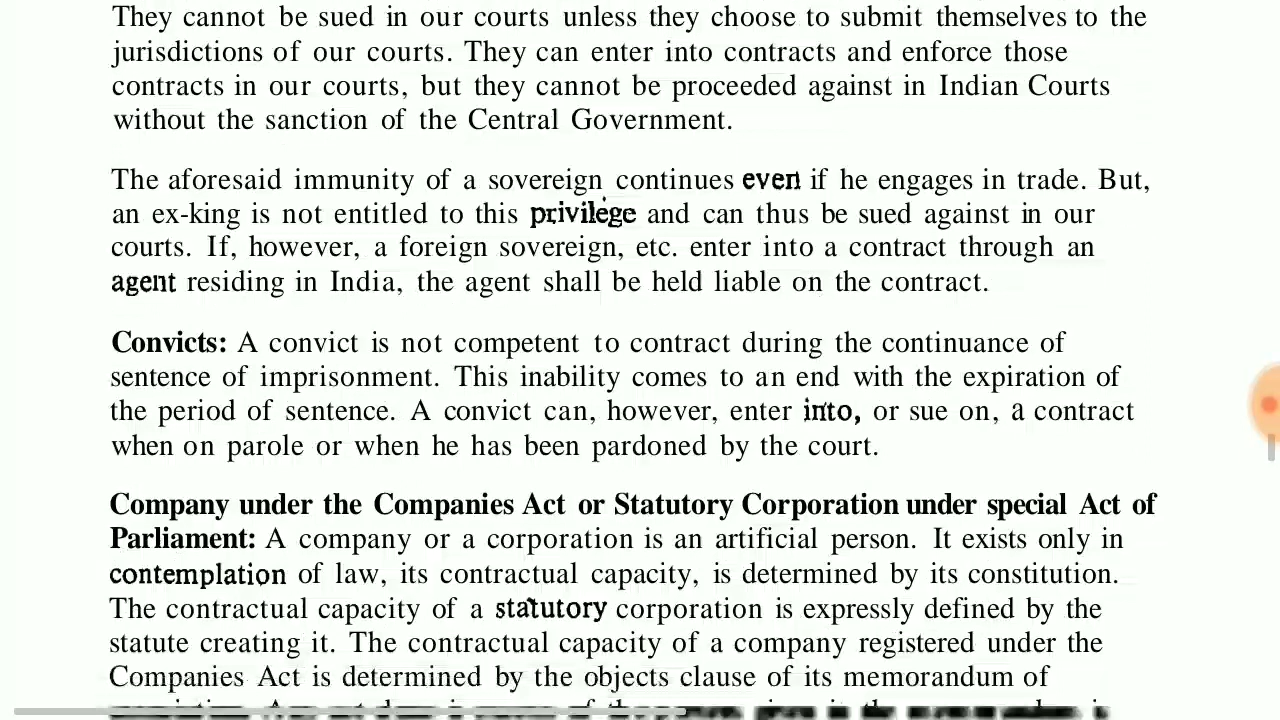 They cannot be sued in our courts unless they choose to submit themselves to the
jurisdictions of our courts. They can enter into contracts and enforce those
contracts in our courts, but they cannot be proceeded against in Indian Courts
without the sanction of the Central Government.
The aforesaid immunity of a sovereign continues even if he engages in trade. But,
an ex-king is not entitled to this privilege and can thus be sued against in our
courts. If, however, a foreign sovereign, etc. enter into a contract through an
agent residing in India, the agent shall be held liable on the contract.
Convicts: A convict is not competent to contract during the continuance of
sentence of imprisonment. This inability comes to an end with the expiration of
the period of sentence. A convict can, however, enter into, or sue on, a contract
when on parole or when he has been pardoned by the court.
Company under the Companies Act or Statutory Corporation under special Act of
Parliament: A company or a corporation is an artificial person. It exists only in
contemplation of law, its contractual capacity, is determined by its constitution.
The contractual capacity of a statutory corporation is expressly defined by the
statute creating it. The contractual capacity of a company registered under the
Companies Act is determined by the objects clause of its memorandum of